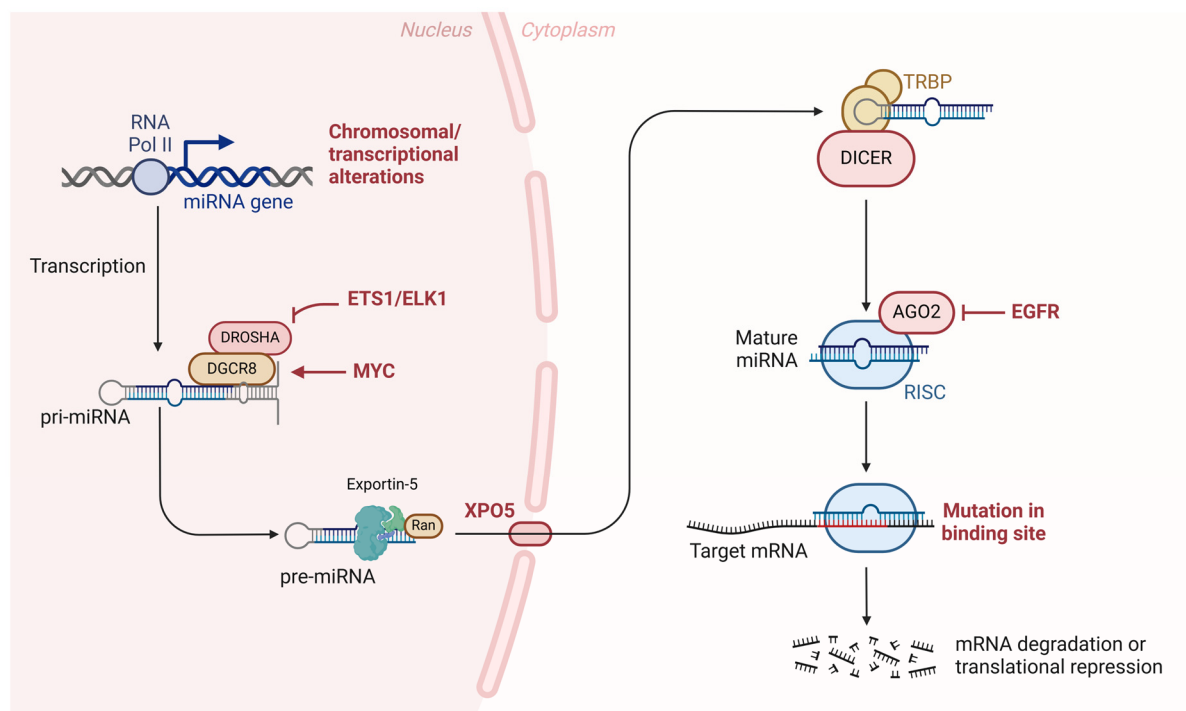 Nucleus
Cytoplasm
RNA
Pol II
miRNA gene
Chromosomal/
transcriptional
alterations
Transcription
ETS1/ELK1
DROSHA
DGCR8
MYC
pri-miRNA
Exportin-5
Ran
pre-miRNA
XPO5
TRBP
DICER
AGO2
EGFR
Mature
miRNA
RISC
Target mRNA
Mutation in
binding site
mRNA degradation or
translational repression